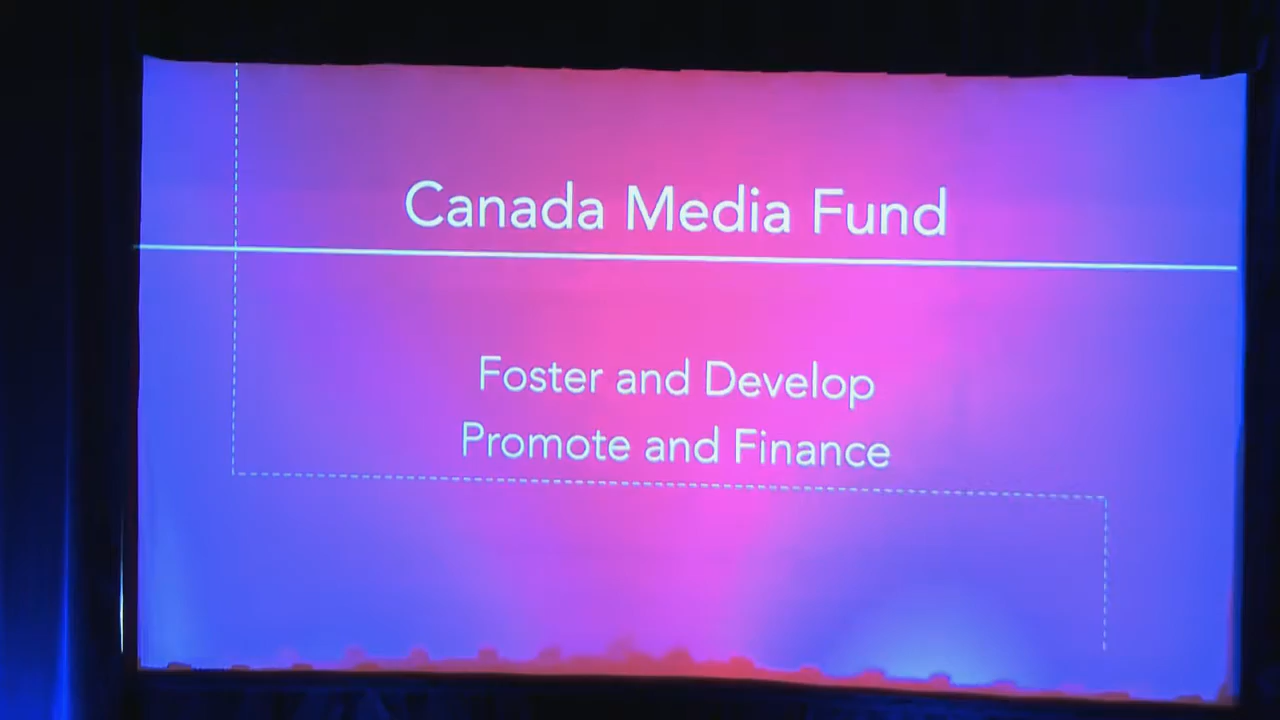 Canada Media Fund
Foster and Develop
Promote and Finance